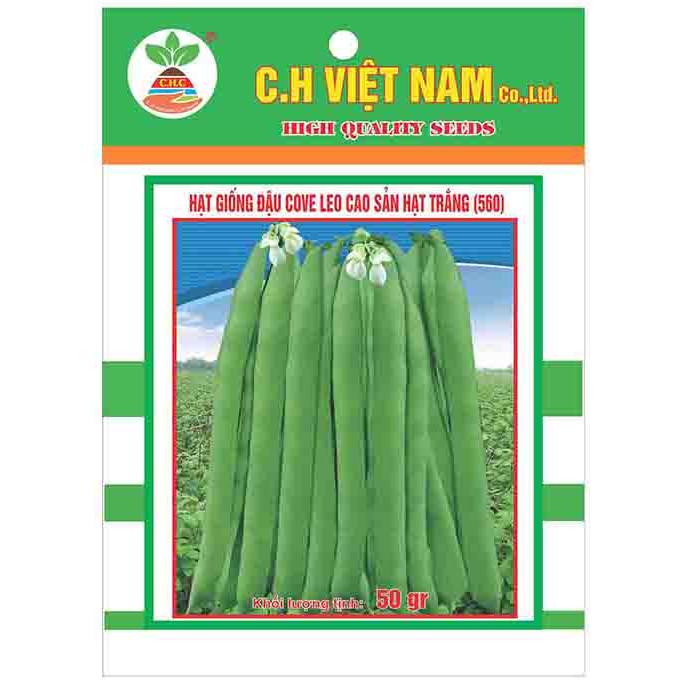 C.H.C
C.H VIỆT NAM Co.,Ltd.
HIGH QUALITY SEEDS
HẠT GIỐNG ĐẬU COVE LEO CAO SẢN HẠT TRẮNG (560)
Khối lượng tịnh: 50 gr